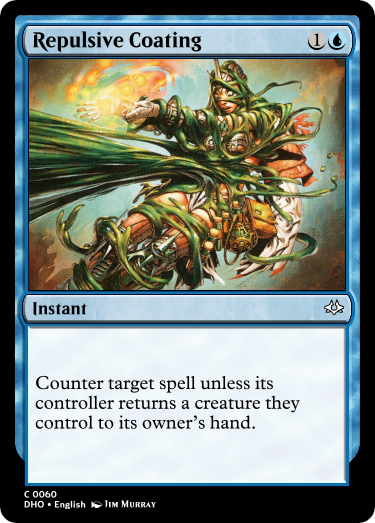 Repulsive Coating 1
Instant
Counter target spell unless its
controller returns a creature they
control to its owner's hand.
C 0060
DHO • English Jim Murray